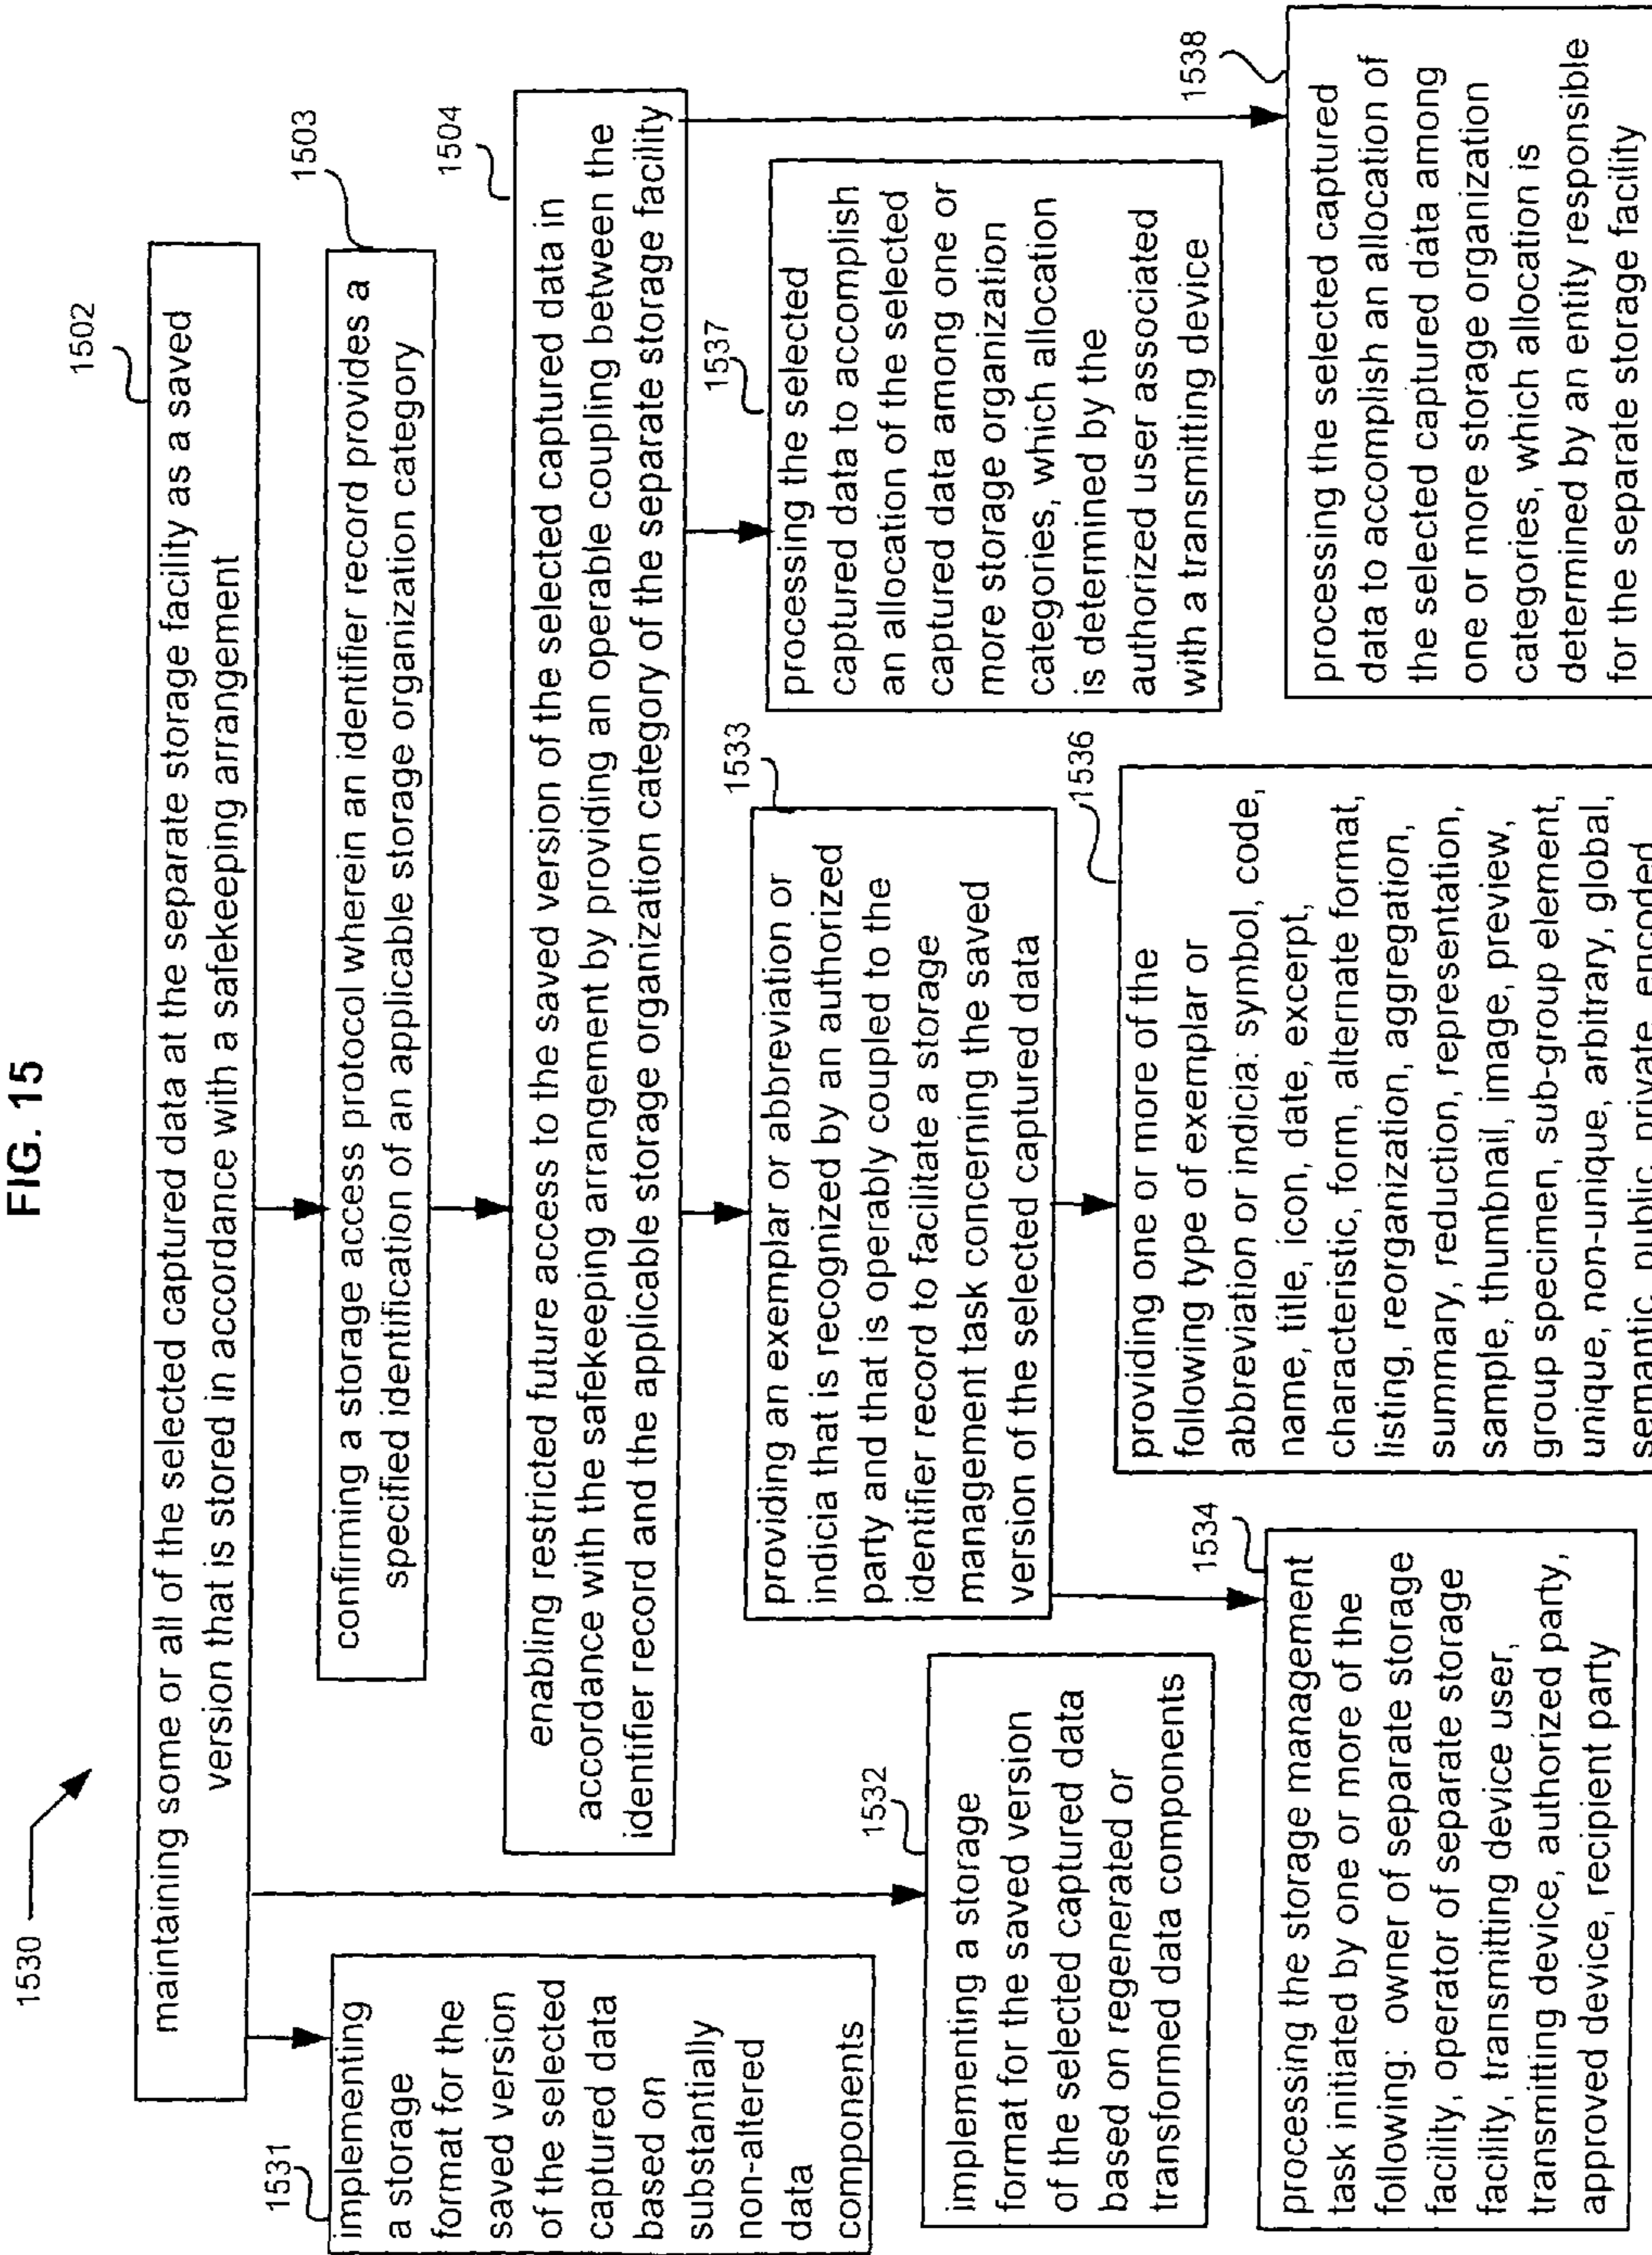 FIG. 15
1530
1502
maintaining some or all of the selected captured data at the separate storage facility as a saved
version that is stored in accordance with a safekeeping arrangement
1503
confirming a storage access protocol wherein an identifier record provides a
specified identification of an applicable storage organization category
1504
enabling restricted future access to the saved version of the selected captured data in
accordance with the safekeeping arrangement by providing an operable coupling between the
identifier record and the applicable storage organization category of the separate storage facility
1531
implementing
a storage
format for the
saved version
of the selected
captured data
based on
substantially
non-altered
data
components
1532
implementing a storage
format for the saved version
of the selected captured data
based on regenerated or
transformed data components
1533
providing an exemplar or abbreviation or
indicia that is recognized by an authorized
party and that is operably coupled to the
identifier record to facilitate a storage
management task concerning the saved
version of the selected captured data
1537
processing the selected
captured data to accomplish
an allocation of the selected
captured data among one or
more storage organization
categories, which allocation
is determined by the
authorized user associated
with a transmitting device
1534
processing the storage management
task initiated by one or more of the
following: owner of separate storage
facility, operator of separate storage
facility, transmitting device user,
transmitting device, authorized party,
approved device, recipient party
1536
providing one or more of the
following type of exemplar or
abbreviation or indicia: symbol, code,
name, title, icon, date, excerpt,
characteristic, form, alternate format,
listing, reorganization, aggregation,
summary, reduction, representation,
sample, thumbnail, image, preview,
group specimen, sub-group element,
unique, non-unique, arbitrary, global,
semantic, public, private, encoded
1538
processing the selected captured
data to accomplish an allocation of
the selected captured data among
one or more storage organization
categories, which allocation is
determined by an entity responsible
for the separate storage facility